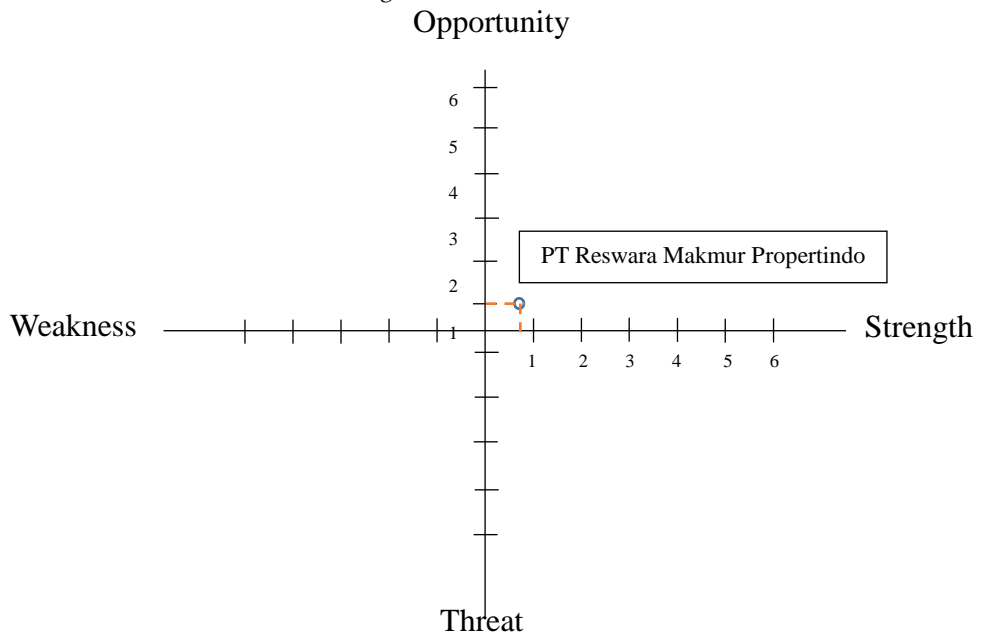 Opportunity
6
5
4
3
PT Reswara Makmur Propertindo
2
Weakness
1
Strength
1 2 3 4 5 6
Threat